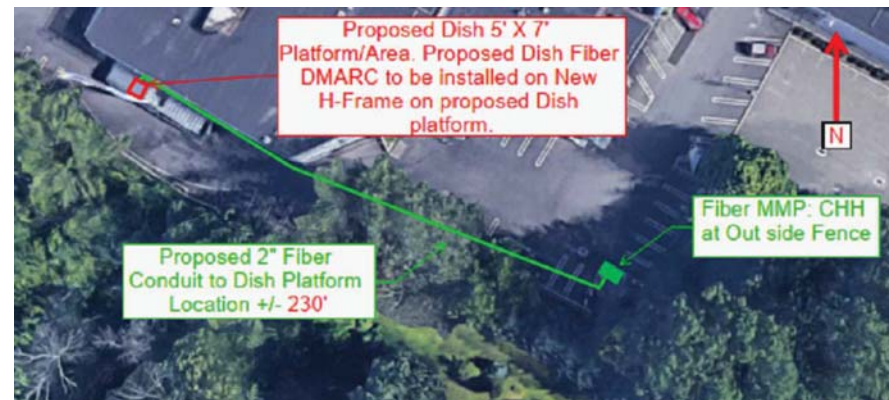 Proposed Dish 5' X 7'
Platform/Area. Proposed Dish Fiber
DMARC to be installed on New
H-Frame on proposed Dish
platform.
N
Fiber MMP: CHH
at Out side Fence
Proposed 2" Fiber
Conduit to Dish Platform
Location +/- 230'